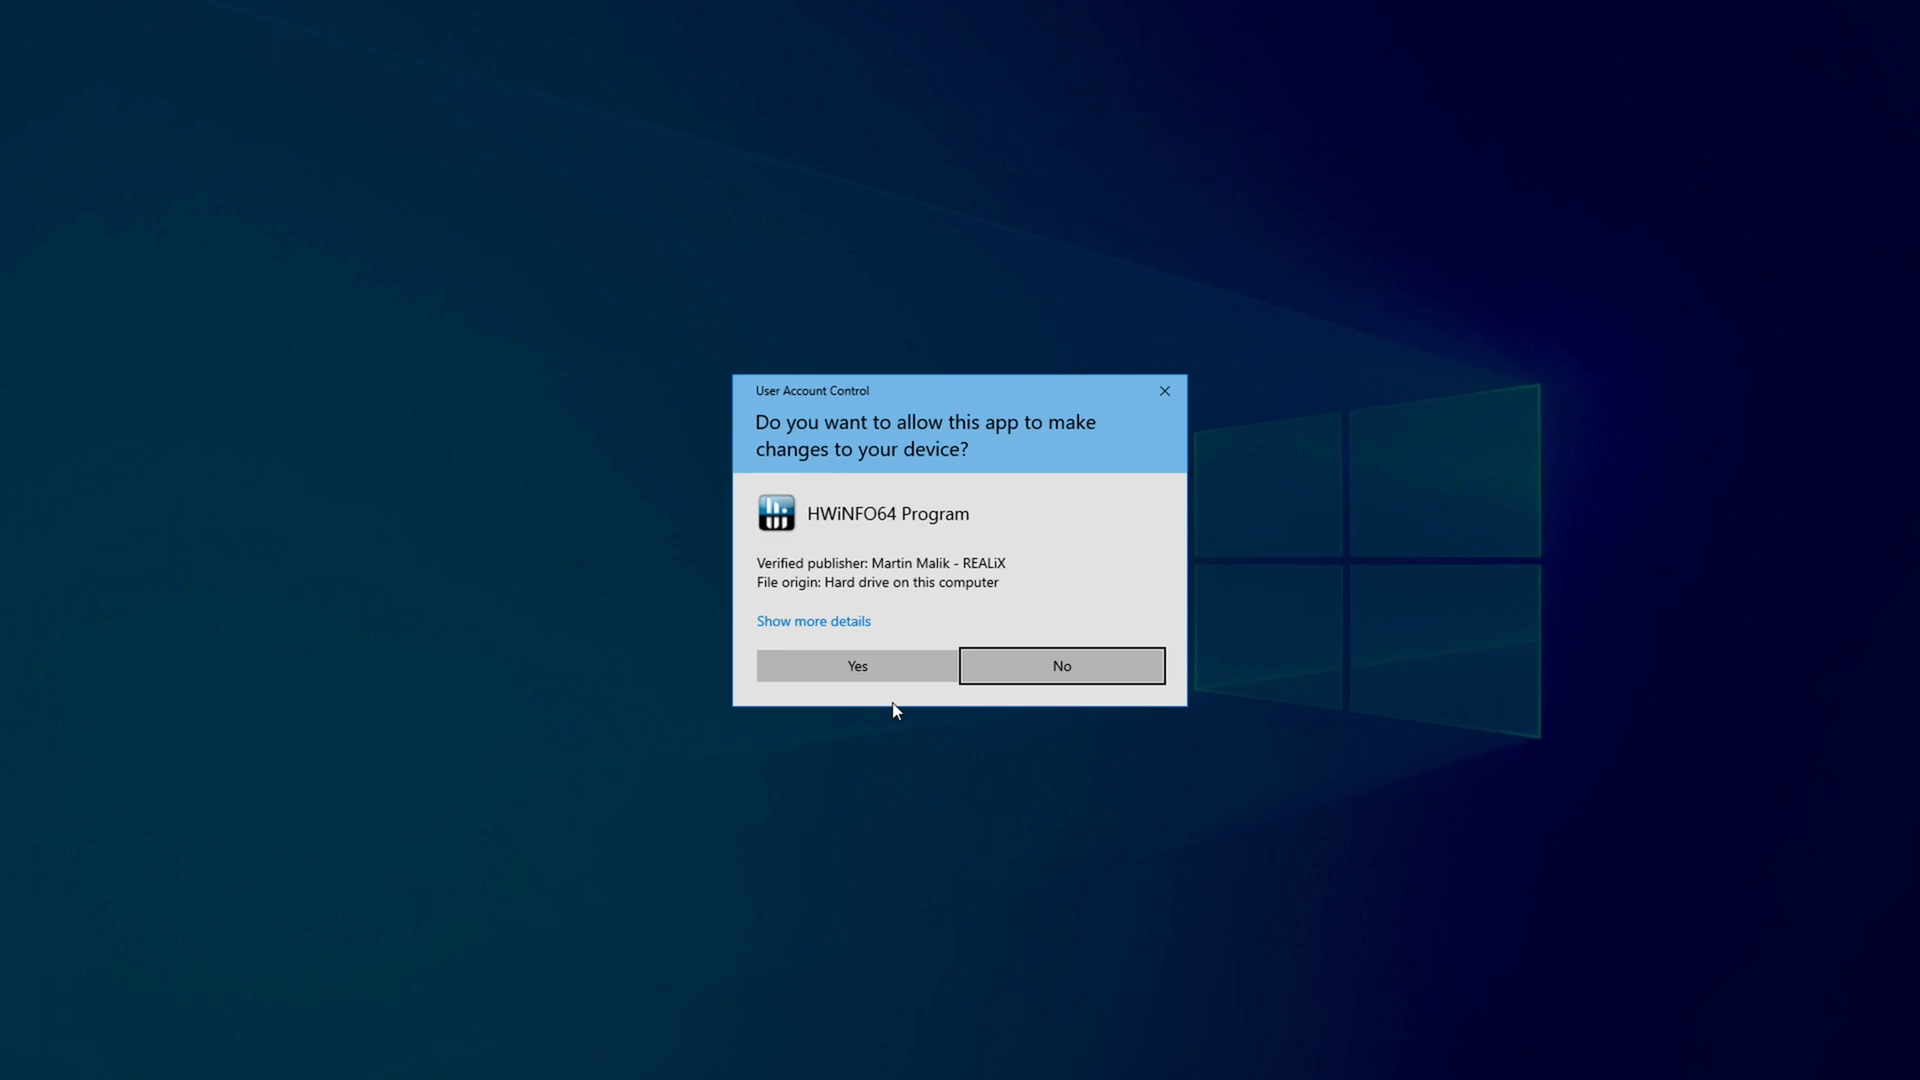 User Account Control
Do you want to allow this app to make
changes to your device?
HWiNFO64 Program
Verified publisher: Martin Malik - REALiX
File origin: Hard drive on this computer
Show more details
Yes
No